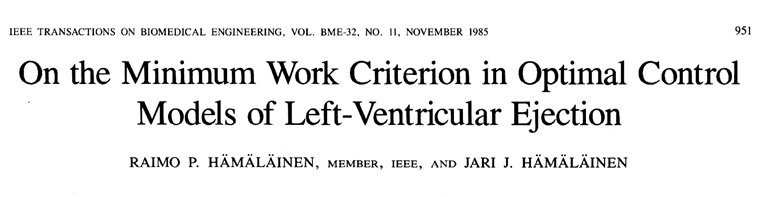 IEEE TRANSACTIONS ON BIOMEDICAL ENGINEERING, VOL. BME-32, NO. 11, NOVEMBER 1985 951
On the Minimum Work Criterion in Optimal Control
Models of Left-Ventricular Ejection
RAIMO P. HÄMÄLÄINEN, MEMBER, IEEE, AND JARI J. HÄMÄLÄINEN